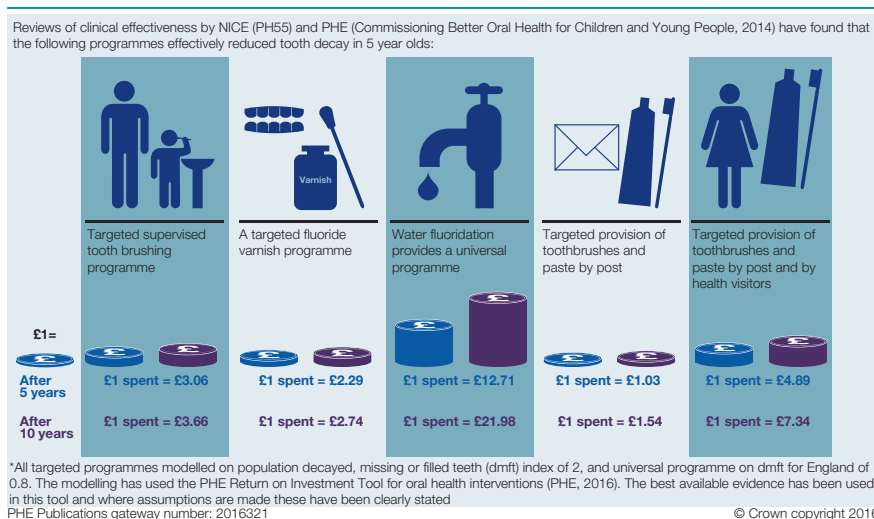 Reviews of clinical effectiveness by NICE (PH55) and PHE (Commissioning Better Oral Health for Children and Young People, 2014) have found that
the following programmes effectively reduced tooth decay in 5 year olds:
Varnish
Targeted supervised
tooth brushing
programme
A targeted fluoride
varnish programme
Water fluoridation
provides a universal
programme
Targeted provision of
toothbrushes and
paste by post
Targeted provision of
toothbrushes and
paste by post and by
health visitors
£1=
£
£
£
£
£
£
£
£
£
£
£
After
5 years
£1 spent = £3.06
£1 spent = £2.29
£1 spent = £12.71
£1 spent = £1.03
£1 spent = £4.89
After
10 years
£1 spent = £3.66
£1 spent = £2.74
£1 spent = £21.98
£1 spent = £1.54
£1 spent = £7.34
*All targeted programmes modelled on population decayed, missing or filled teeth (dmft) index of 2, and universal programme on dmft for England of
0.8. The modelling has used the PHE Return on Investment Tool for oral health interventions (PHE, 2016). The best available evidence has been used
in this tool and where assumptions are made these have been clearly stated
PHE Publications gateway number: 2016321
© Crown copyright 2016